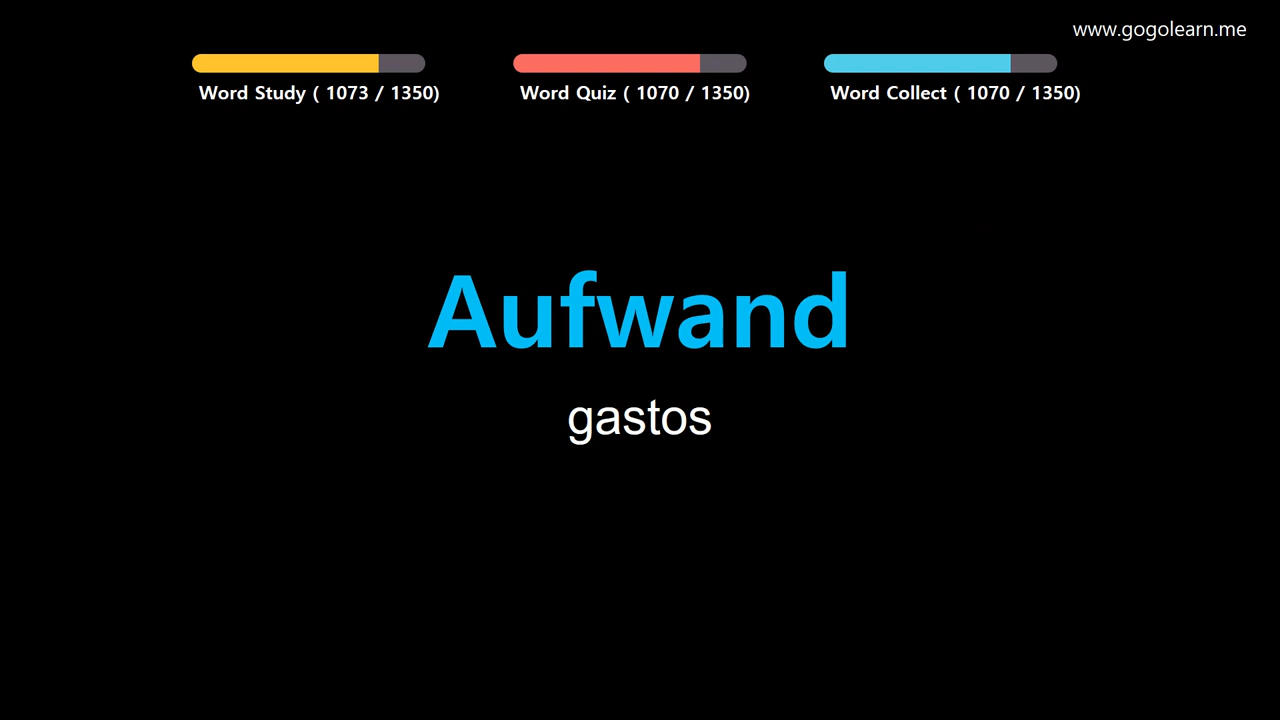 www.gogolearn.me
Word Study ( 1073 / 1350)
Word Quiz ( 1070 / 1350)
Word Collect ( 1070 / 1350)
Aufwand
gastos